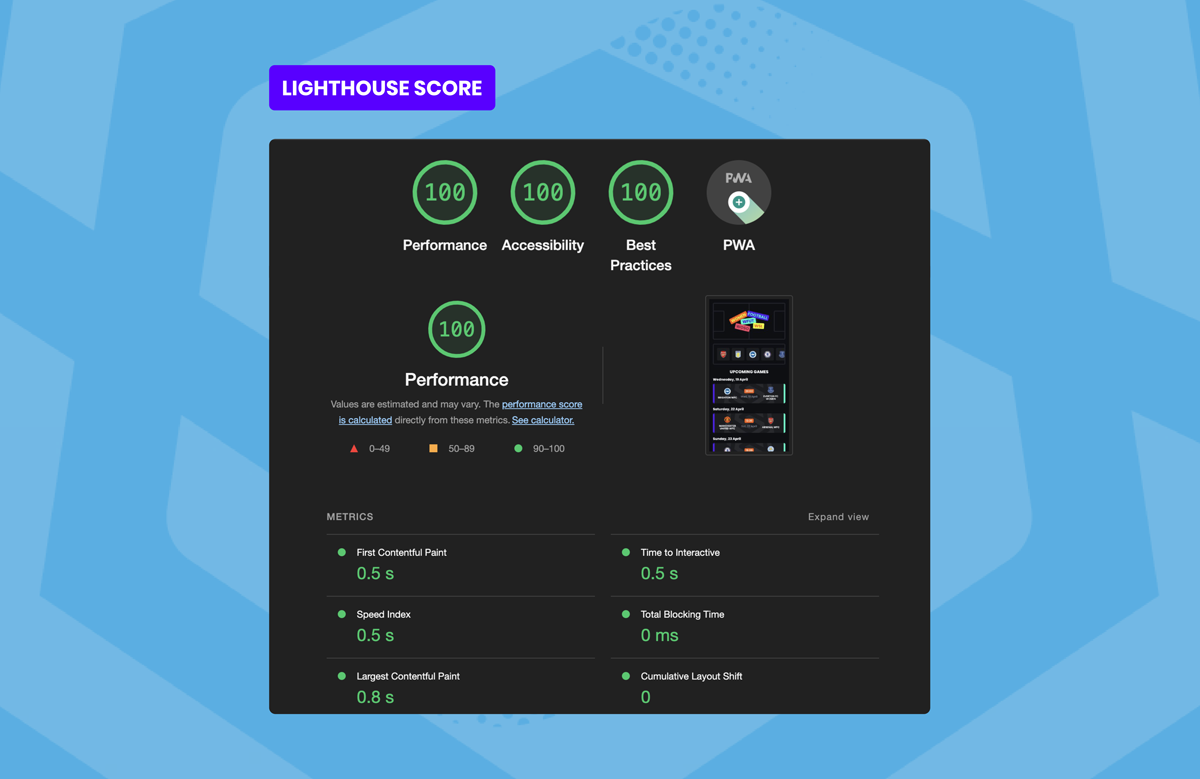 LIGHTHOUSE SCORE
100
100
100
PWA
Performance
Accessibility
Best
Practices
PWA
100
Performance
Values are estimated and may vary. The performance score
is calculated directly from these metrics. See calculator.
0–49
50–89
90–100
UPCOMING GAMES
METRICS
Expand view
First Contentful Paint
0.5 s
Time to Interactive
0.5 s
Speed Index
0.5 s
Total Blocking Time
0 ms
Largest Contentful Paint
0.8 s
Cumulative Layout Shift
0